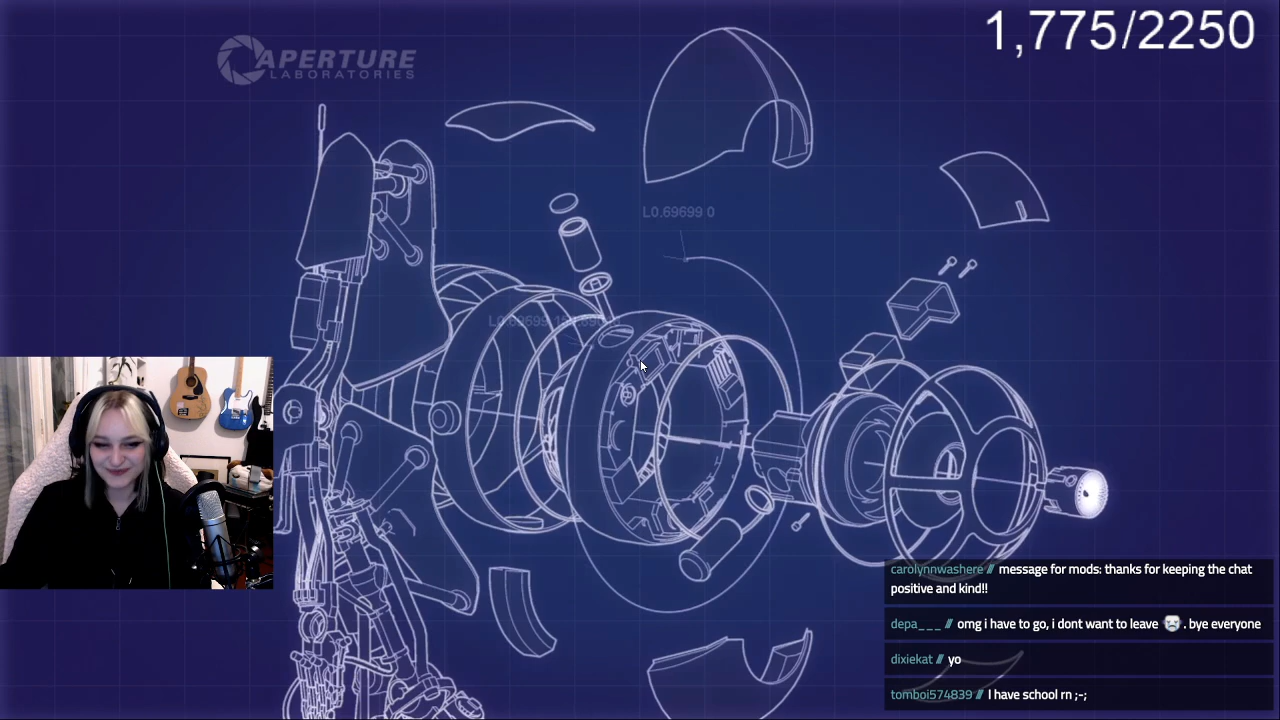 1,775/2250
APERTURE
LABORATORIES
L0.69699 0
carolynnwashere // message for mods: thanks for keeping the chat
positive and kind!!
depa___ // omg i have to go, i dont want to leave 😭 . bye everyone
dixiekat // yo
tomboi574839 // I have school rn ;-;